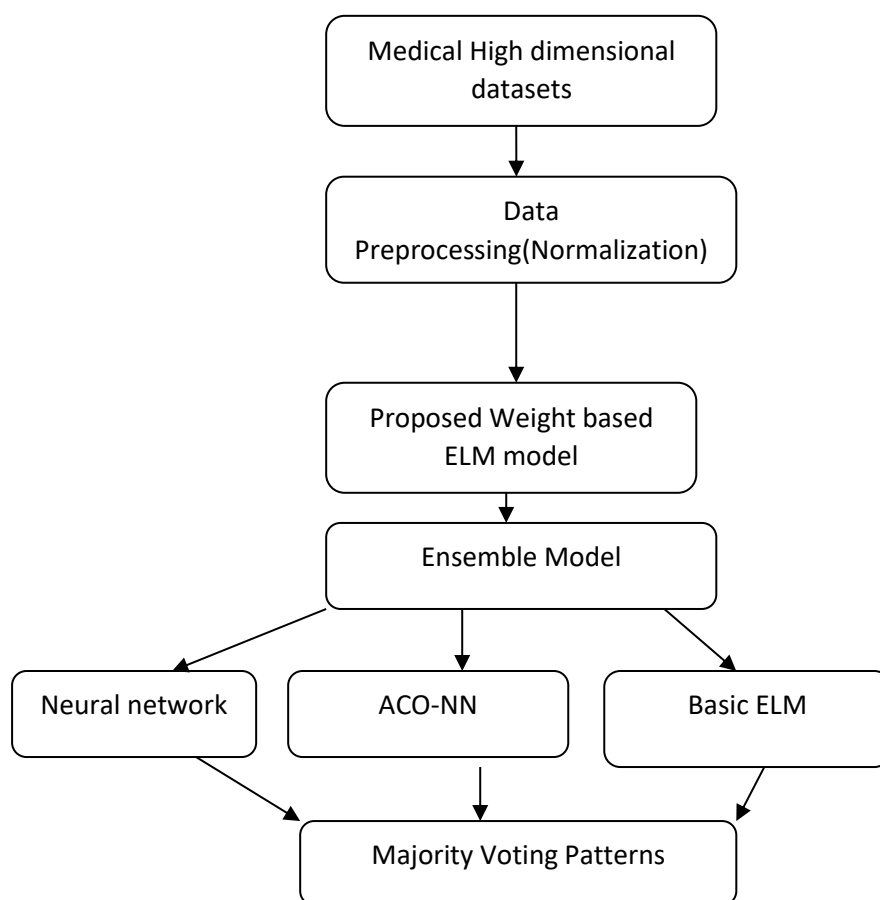 Medical High dimensional
datasets
Data
Preprocessing(Normalization)
Proposed Weight based
ELM model
Ensemble Model
Neural network
ACO-NN
Basic ELM
Majority Voting Patterns